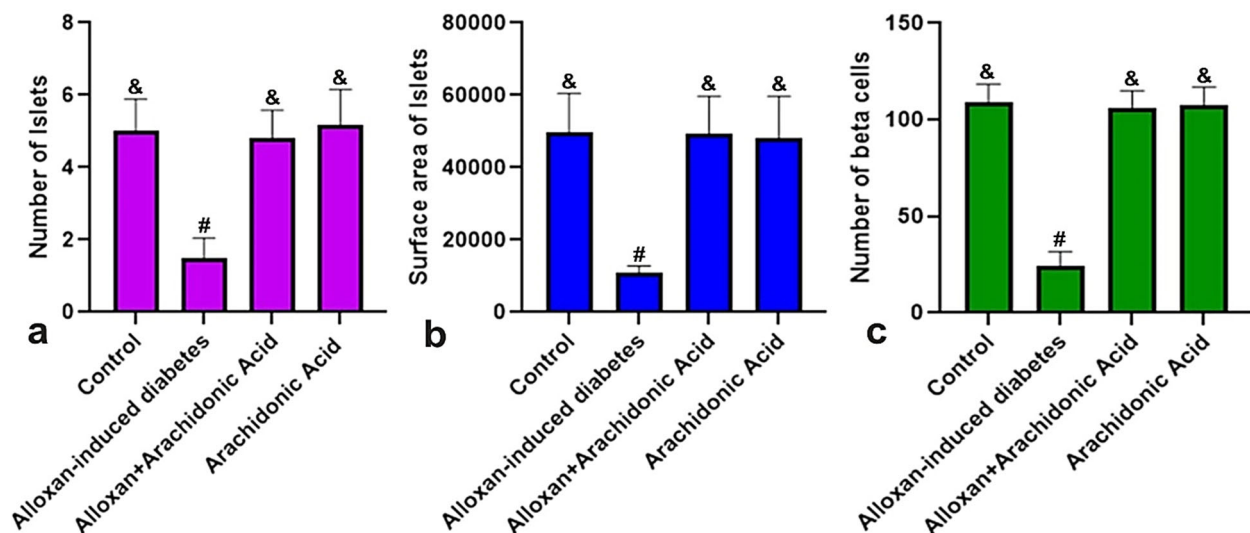 8
6
4
2
0
Number of Islets
&
#
&
&
Control
Alloxan-induced diabetes
Alloxan+Arachidonic Acid
Arachidonic Acid
a
80000
60000
40000
20000
0
Surface area of Islets
&
#
&
&
Control
Alloxan-induced diabetes
Alloxan+Arachidonic Acid
Arachidonic Acid
b
150
100
50
0
Number of beta cells
&
#
&
&
Control
Alloxan-induced diabetes
Alloxan+Arachidonic Acid
Arachidonic Acid
c